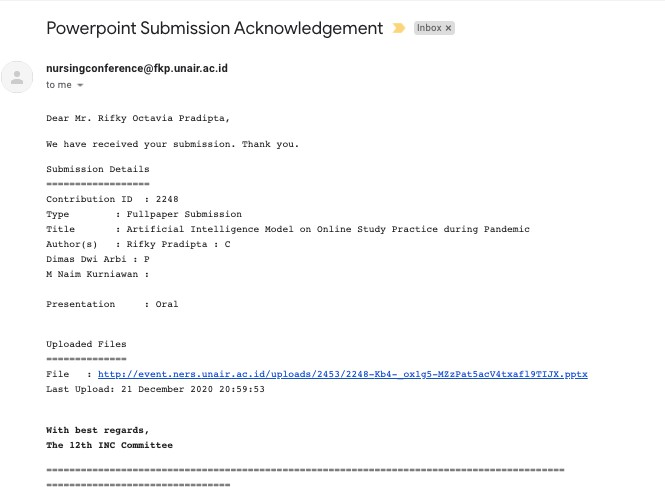 Powerpoint Submission Acknowledgement Inbox ×
nursingconference@fkp.unair.ac.id
to me
Dear Mr. Rifky Octavia Pradipta,
We have received your submission. Thank you.
Submission Details
==================
Contribution ID : 2248
Type : Fullpaper Submission
Title : Artificial Intelligence Model on Online Study Practice during Pandemic
Author(s) : Rifky Pradipta : C
Dimas Dwi Arbi : P
M Naim Kurniawan :
Presentation : Oral
Uploaded Files
==============
File : http://event.ners.unair.ac.id/uploads/2453/2248-Kb4-_ox1g5-MZzPat5acV4txafl9TIJX.pptx
Last Upload: 21 December 2020 20:59:53
With best regards,
The 12th INC Committee
==========================================================================================
================================